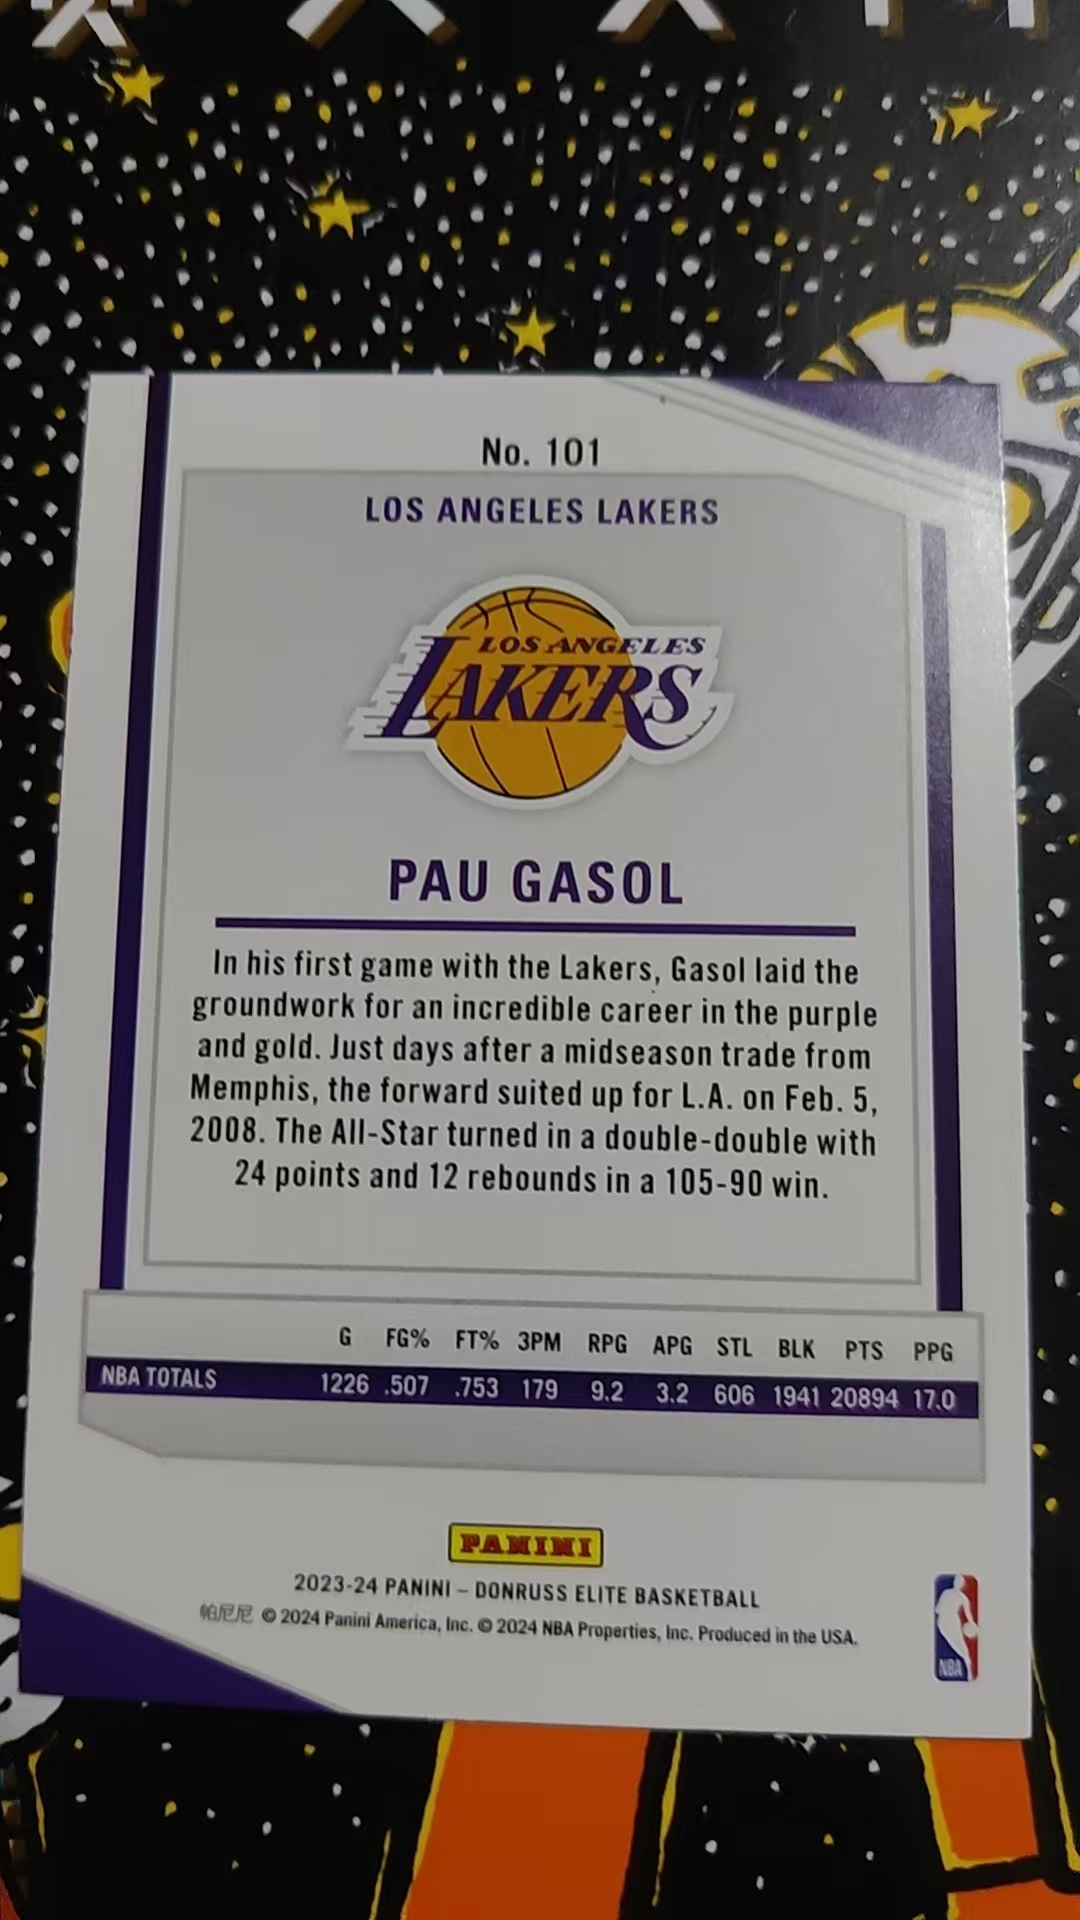 No. 101
LOS ANGELES LAKERS
LOS ANGELES
LAKERS
PAU GASOL
In his first game with the Lakers, Gasol laid the
groundwork for an incredible career in the purple
and gold. Just days after a midseason trade from
Memphis, the forward suited up for L.A. on Feb. 5,
2008. The All-Star turned in a double-double with
24 points and 12 rebounds in a 105-90 win.
G FG% FT% 3PM RPG APG STL BLK PTS PPG
NBA TOTALS 1226 .507 .753 179 9.2 3.2 606 1941 20894 17.0
PANINI
2023-24 PANINI – DONRUSS ELITE BASKETBALL
帕尼尼 © 2024 Panini America, Inc. © 2024 NBA Properties, Inc. Produced in the USA.
NBA